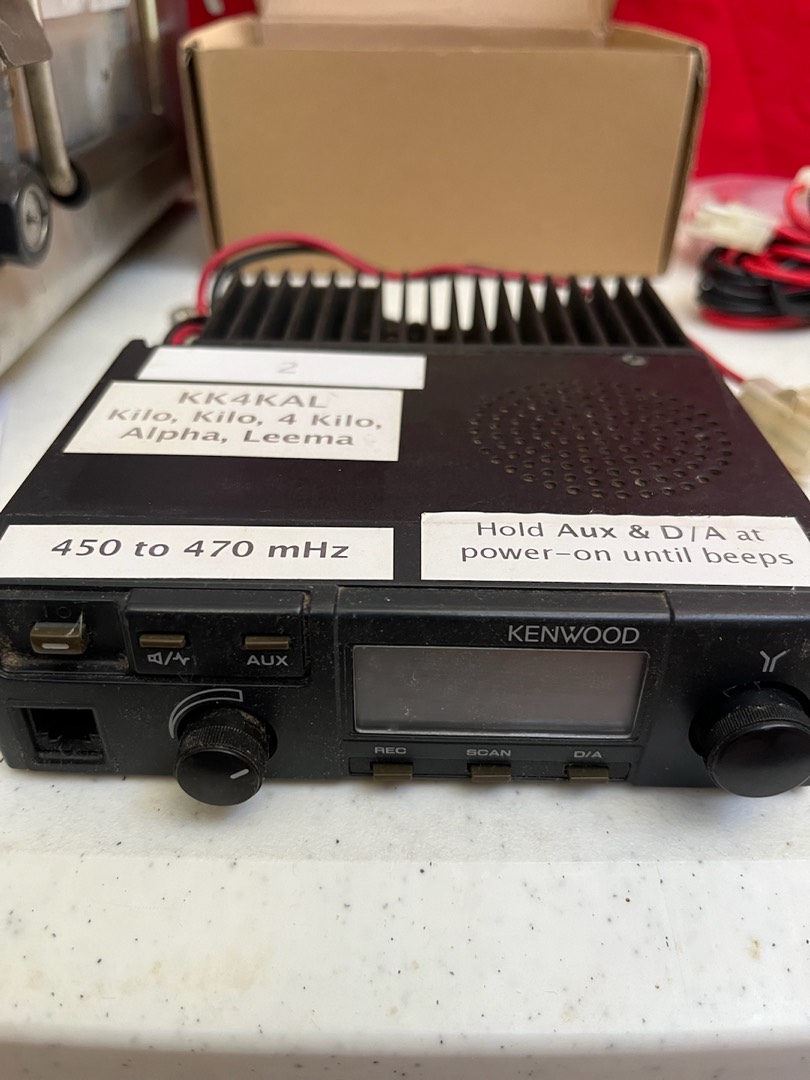 2
KK4KAL
Kilo, Kilo, 4 Kilo,
Alpha, Leema
450 to 470 mHz
Hold Aux & D/A at
power-on until beeps
KENWOOD
AUX
REC SCAN D/A